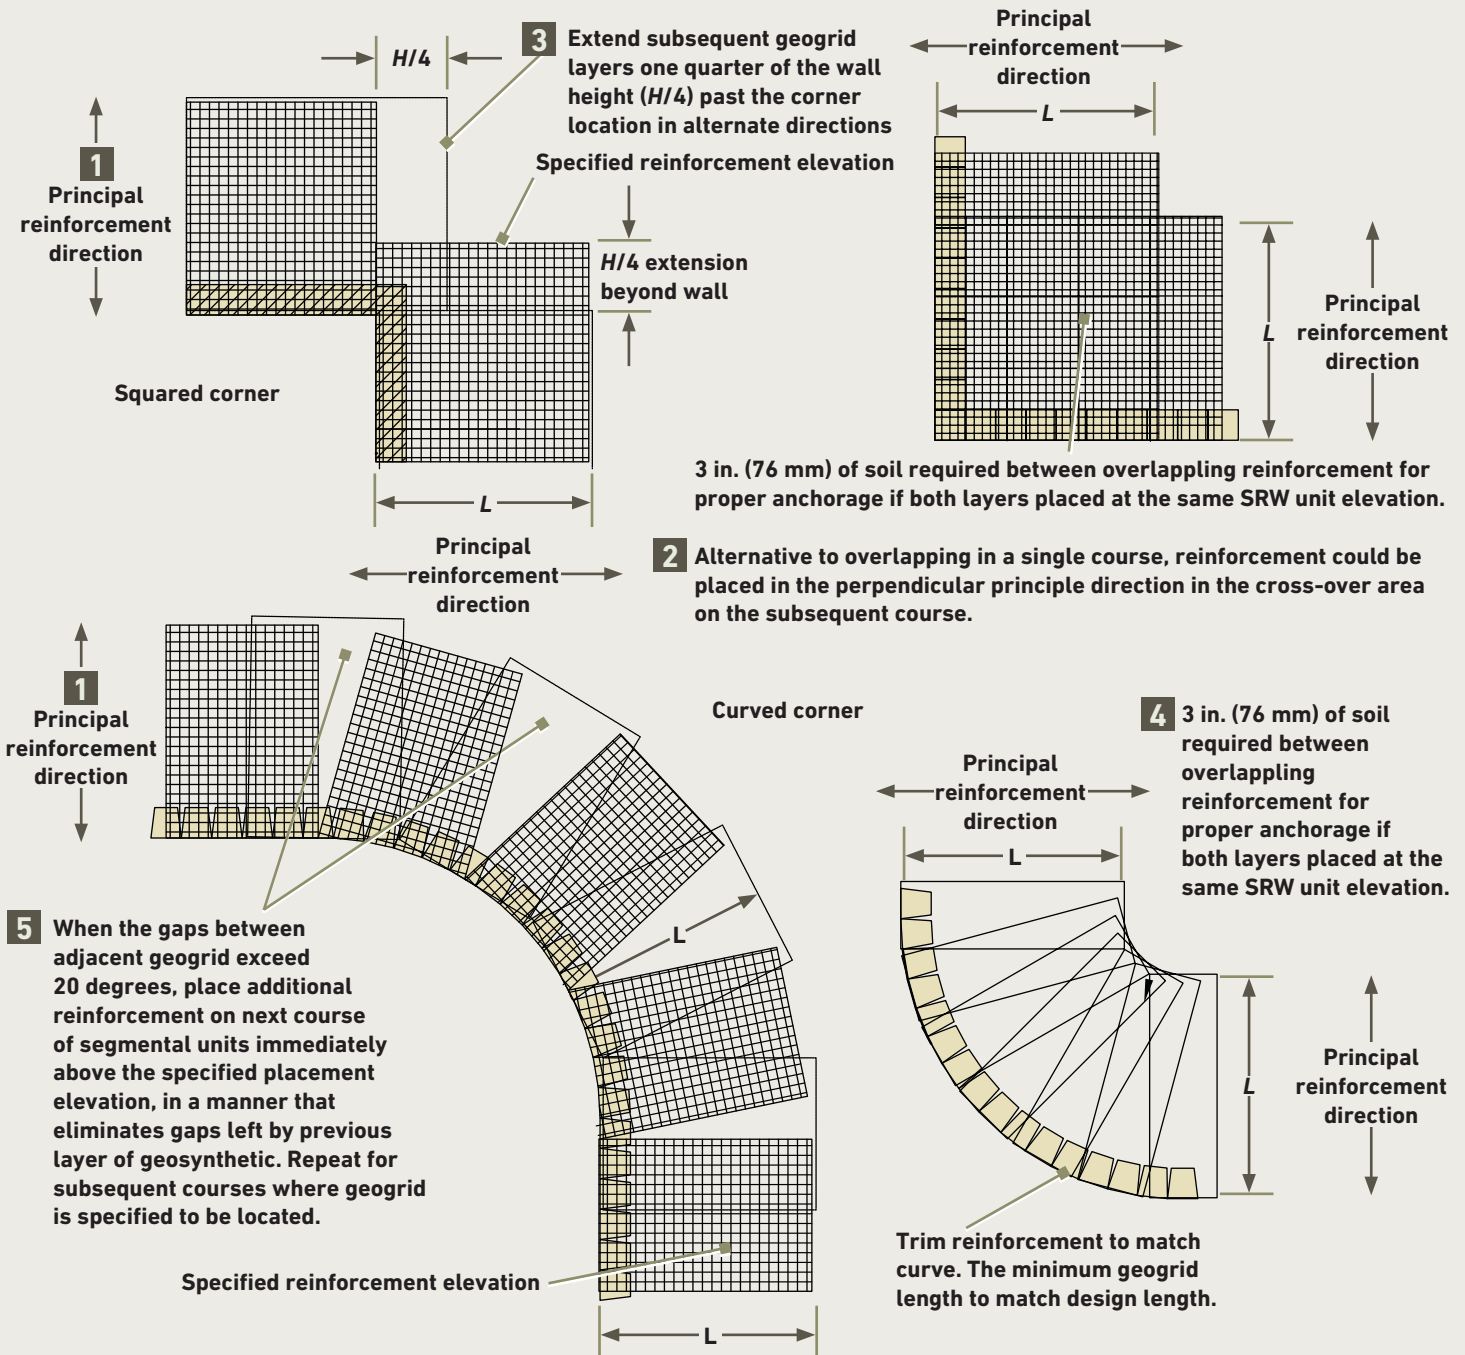 H/4
3 Extend subsequent geogrid
layers one quarter of the wall
height (H/4) past the corner
location in alternate directions
Specified reinforcement elevation
1
Principal
reinforcement
direction
H/4 extension
beyond wall
Squared corner
L
Principal
reinforcement
direction
Principal
reinforcement
direction
L
L
Principal
reinforcement
direction
3 in. (76 mm) of soil required between overlappling reinforcement for
proper anchorage if both layers placed at the same SRW unit elevation.
2 Alternative to overlapping in a single course, reinforcement could be
placed in the perpendicular principle direction in the cross-over area
on the subsequent course.
1
Principal
reinforcement
direction
Curved corner
L
5 When the gaps between
adjacent geogrid exceed
20 degrees, place additional
reinforcement on next course
of segmental units immediately
above the specified placement
elevation, in a manner that
eliminates gaps left by previous
layer of geosynthetic. Repeat for
subsequent courses where geogrid
is specified to be located.
Specified reinforcement elevation
L
4 3 in. (76 mm) of soil
required between
overlappling
reinforcement for
proper anchorage if
both layers placed at the
same SRW unit elevation.
Principal
reinforcement
direction
L
L
Principal
reinforcement
direction
Trim reinforcement to match
curve. The minimum geogrid
length to match design length.